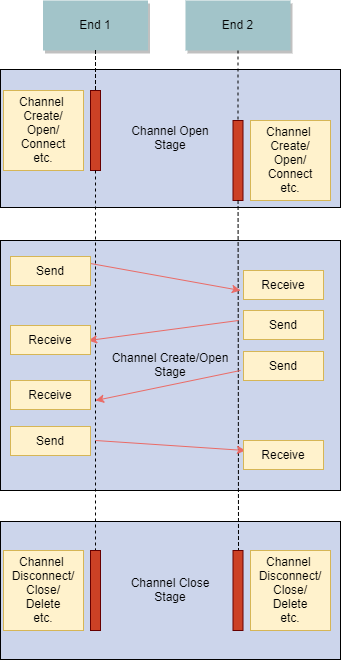 End 1
End 2
Channel
Create/
Open/
Connect
etc.
Channel Open
Stage
Channel
Create/
Open/
Connect
etc.
Send
Receive
Send
Receive
Channel Create/Open
Stage
Send
Receive
Send
Receive
Channel
Disconnect/
Close/
Delete
etc.
Channel Close
Stage
Channel
Disconnect/
Close/
Delete
etc.